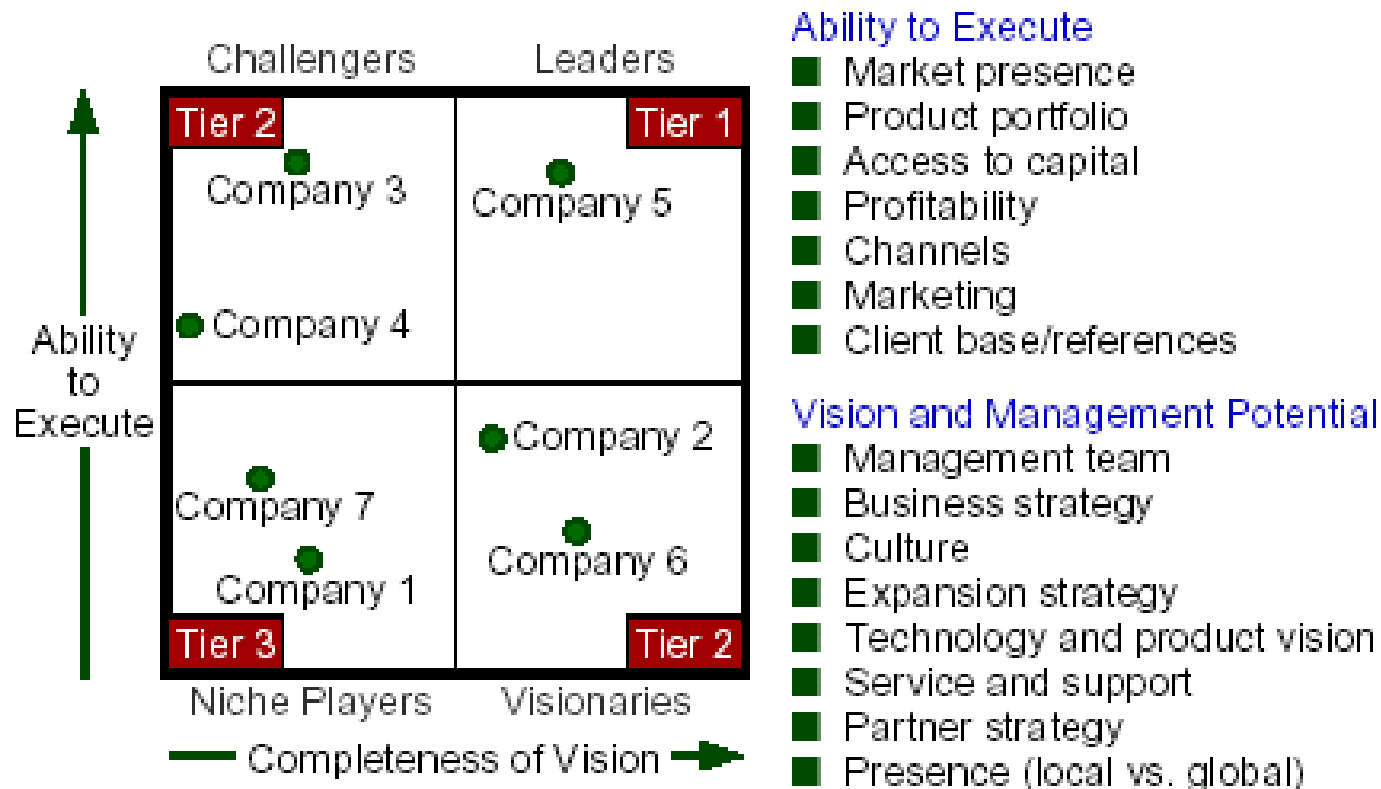 Challengers
Leaders
Tier 2
Tier 1
Company 3
Company 5
Company 4
Ability
to
Execute
Company 2
Company 7
Company 6
Company 1
Tier 3
Tier 2
Niche Players
Visionaries
Completeness of Vision
Ability to Execute
Market presence
Product portfolio
Access to capital
Profitability
Channels
Marketing
Client base/references
Vision and Management Potential
Management team
Business strategy
Culture
Expansion strategy
Technology and product vision
Service and support
Partner strategy
Presence (local vs. global)